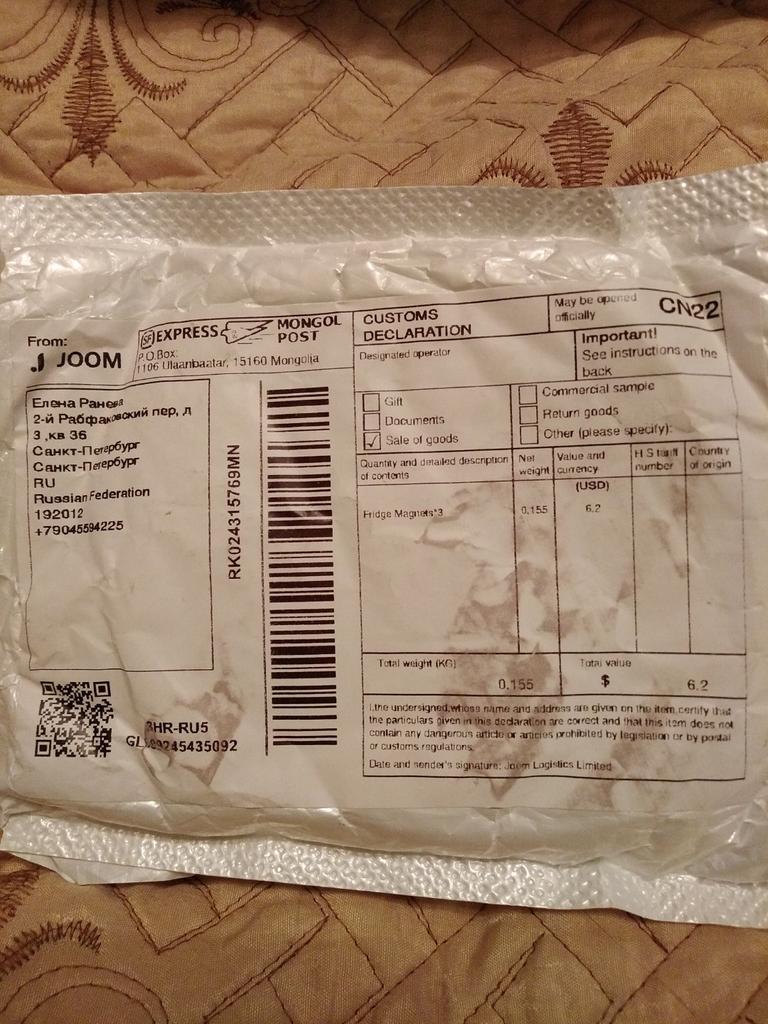 From:
JOOM
SF EXPRESS MONGOL POST
P.O.Box:
1106 Ulaanbaatar, 15160 Mongolia
Елена Ранева
2-й Рабфаковский пер, д
3 ,кв 36
Санкт-Петербург
Санкт-Петербург
RU
Russian Federation
192012
+79045594225
RK024315769MN
3HR-RU5
CUSTOMS DECLARATION
May be opened officially
CN22
Designated operator
Important!
See instructions on the back
Gift
Documents
Sale of goods
Commercial sample
Return goods
Other (please specify):
Quantity and detailed description of contents
Net weight
Value and currency
H S tariff number
Country of origin
(USD)
Fridge Magnets*3
0.155
6.2
Total weight (KG)
0.155
Total value
$
6.2
I,the undersigned,whose name and address are given on the item,certify that
the particulars given in this declaration are correct and that this item does not
contain any dangerous article or articles prohibited by legislation or by postal
or customs regulations.
Date and sender's signature: Joom Logistics Limited